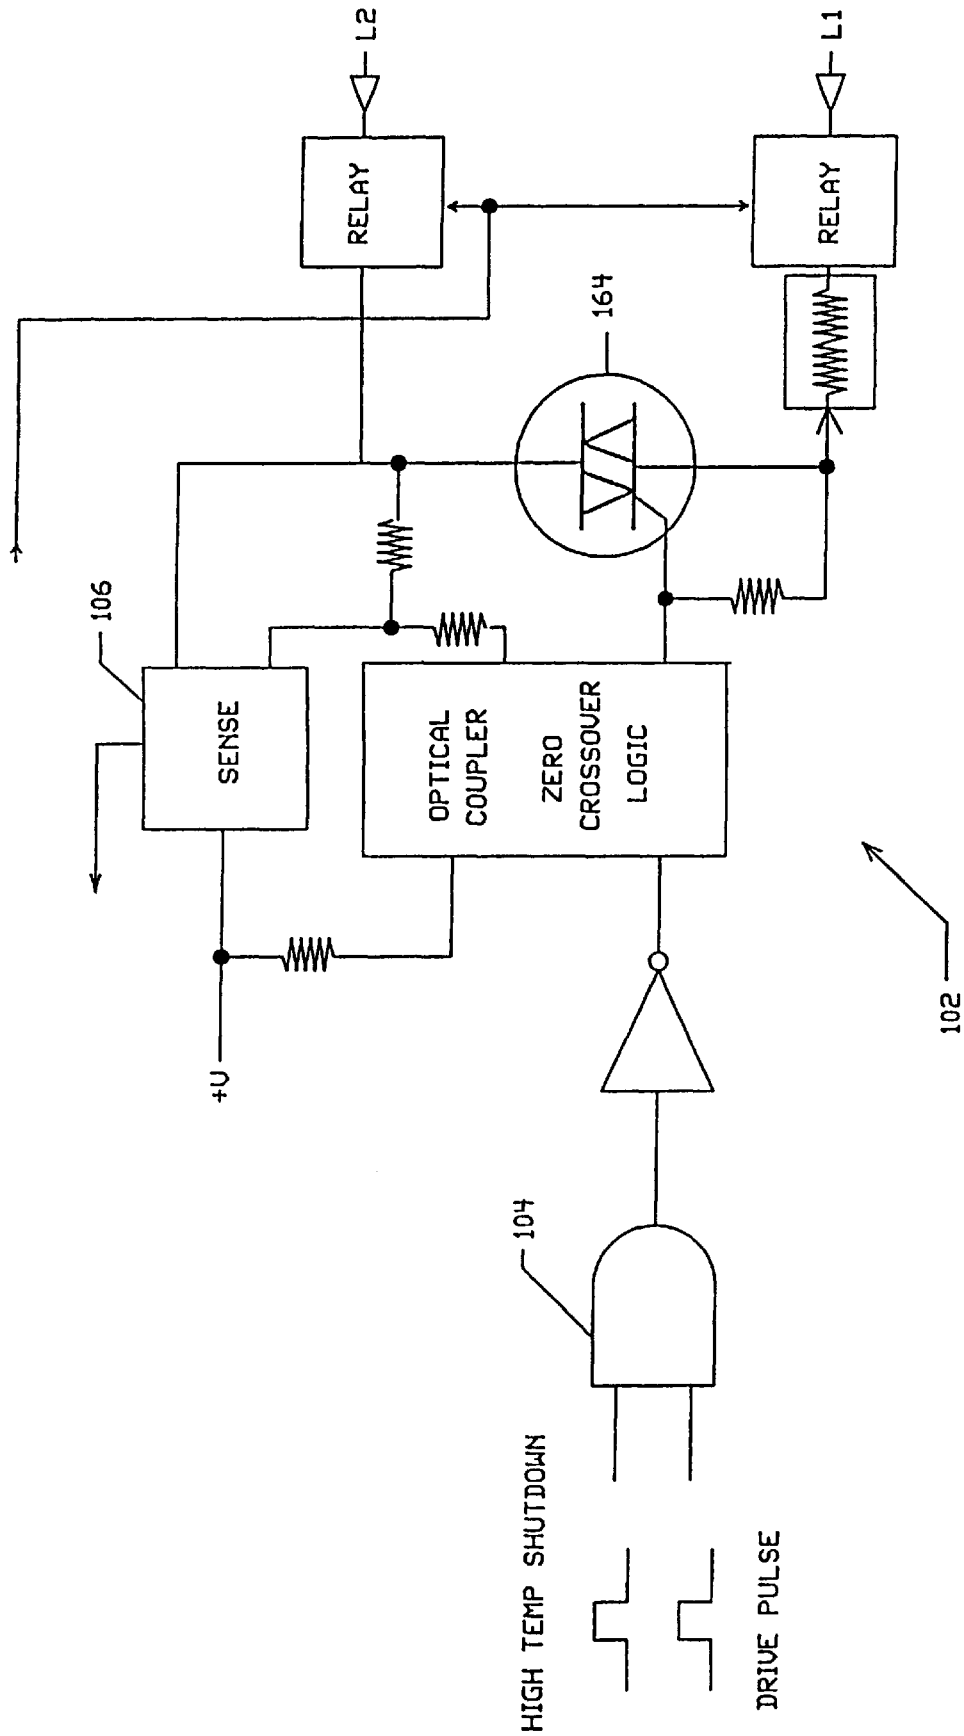 HIGH TEMP SHUTDOWN
DRIVE PULSE
104
+V
106
SENSE
OPTICAL
COUPLER
ZERO
CROSSOVER
LOGIC
164
RELAY
L2
RELAY
L1
102